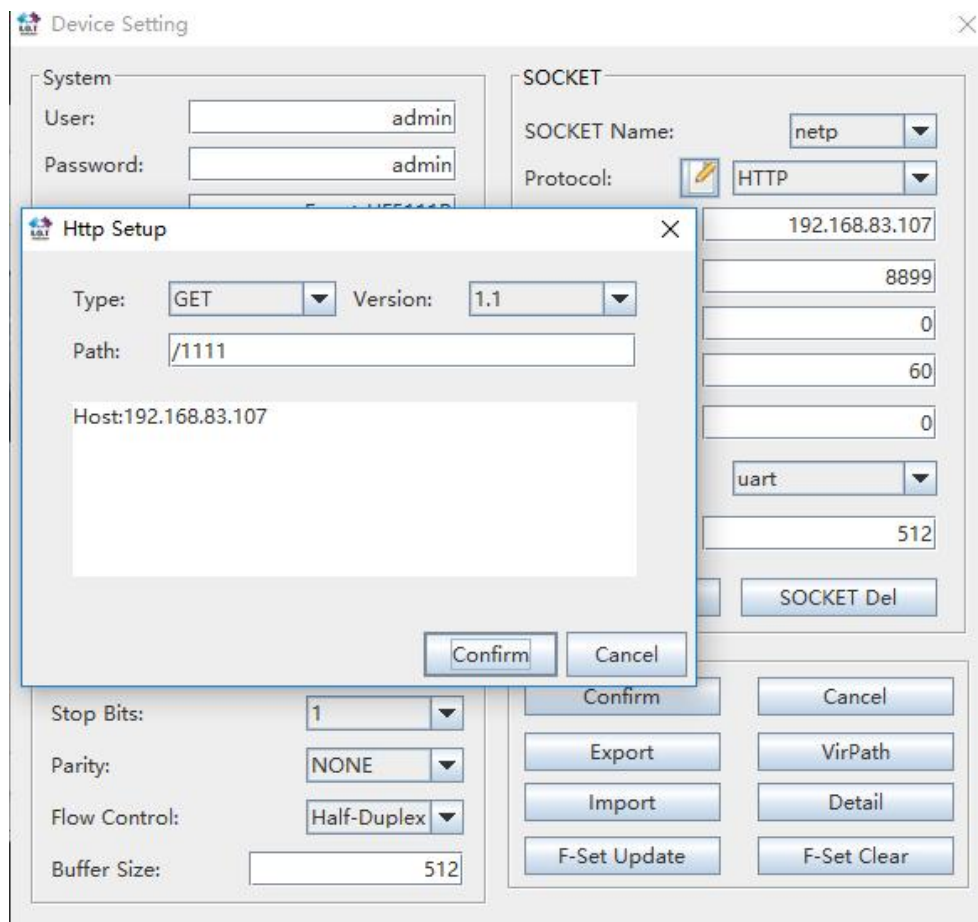 Device Setting
System
User:
admin
Password:
admin
SOCKET
SOCKET Name:
netp
Protocol:
HTTP
192.168.83.107
8899
0
60
0
uart
512
SOCKET Del
Http Setup
Type:
GET
Version:
1.1
Path:
/1111
Host:192.168.83.107
Confirm
Cancel
Stop Bits:
1
Parity:
NONE
Flow Control:
Half-Duplex
Buffer Size:
512
Confirm
Cancel
Export
VirPath
Import
Detail
F-Set Update
F-Set Clear